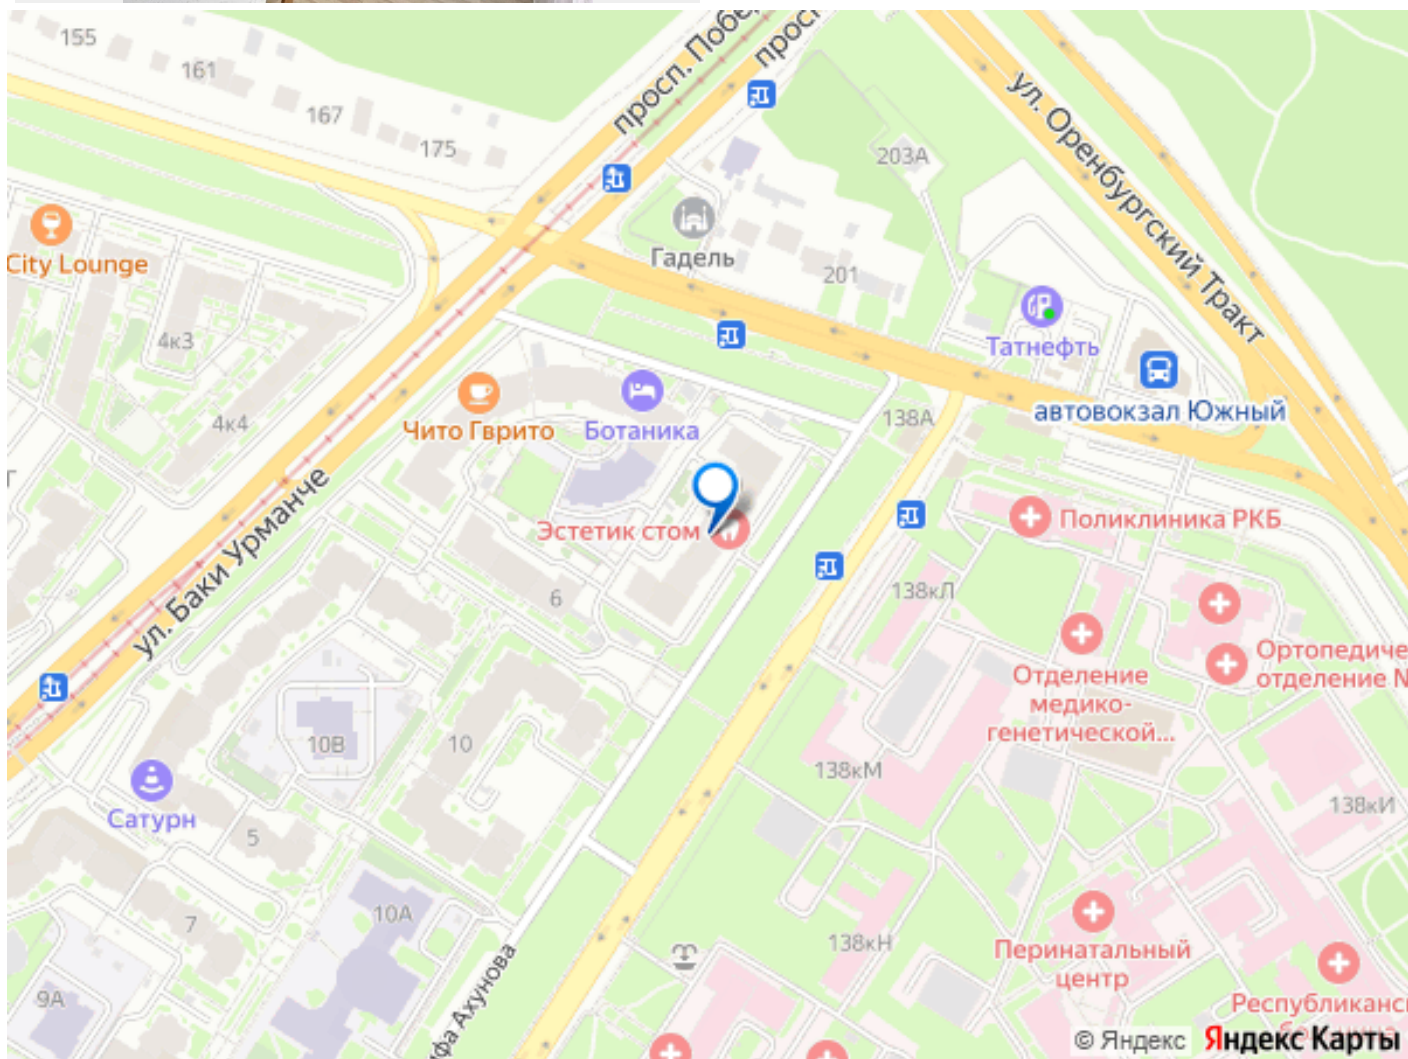 155
161
167
175
просп. Побе
просп
ул. Оренбургский Тракт
203А
City Lounge
Гадель
201
4к3
Татнефть
автовокзал Южный
Чито Гврито
Ботаника
138А
4к4
ул. Баки Урманче
Эстетик стом
Поликлиника РКБ
6
138кЛ
Отделение
медико-
генетической...
Ортопедиче
отделение N
10В
10
138кМ
138кИ
Сатурн
5
10А
7
138кН
Перинатальный
центр
фа Ахунова
9А
Республиканс
© Яндекс Яндекс Карты